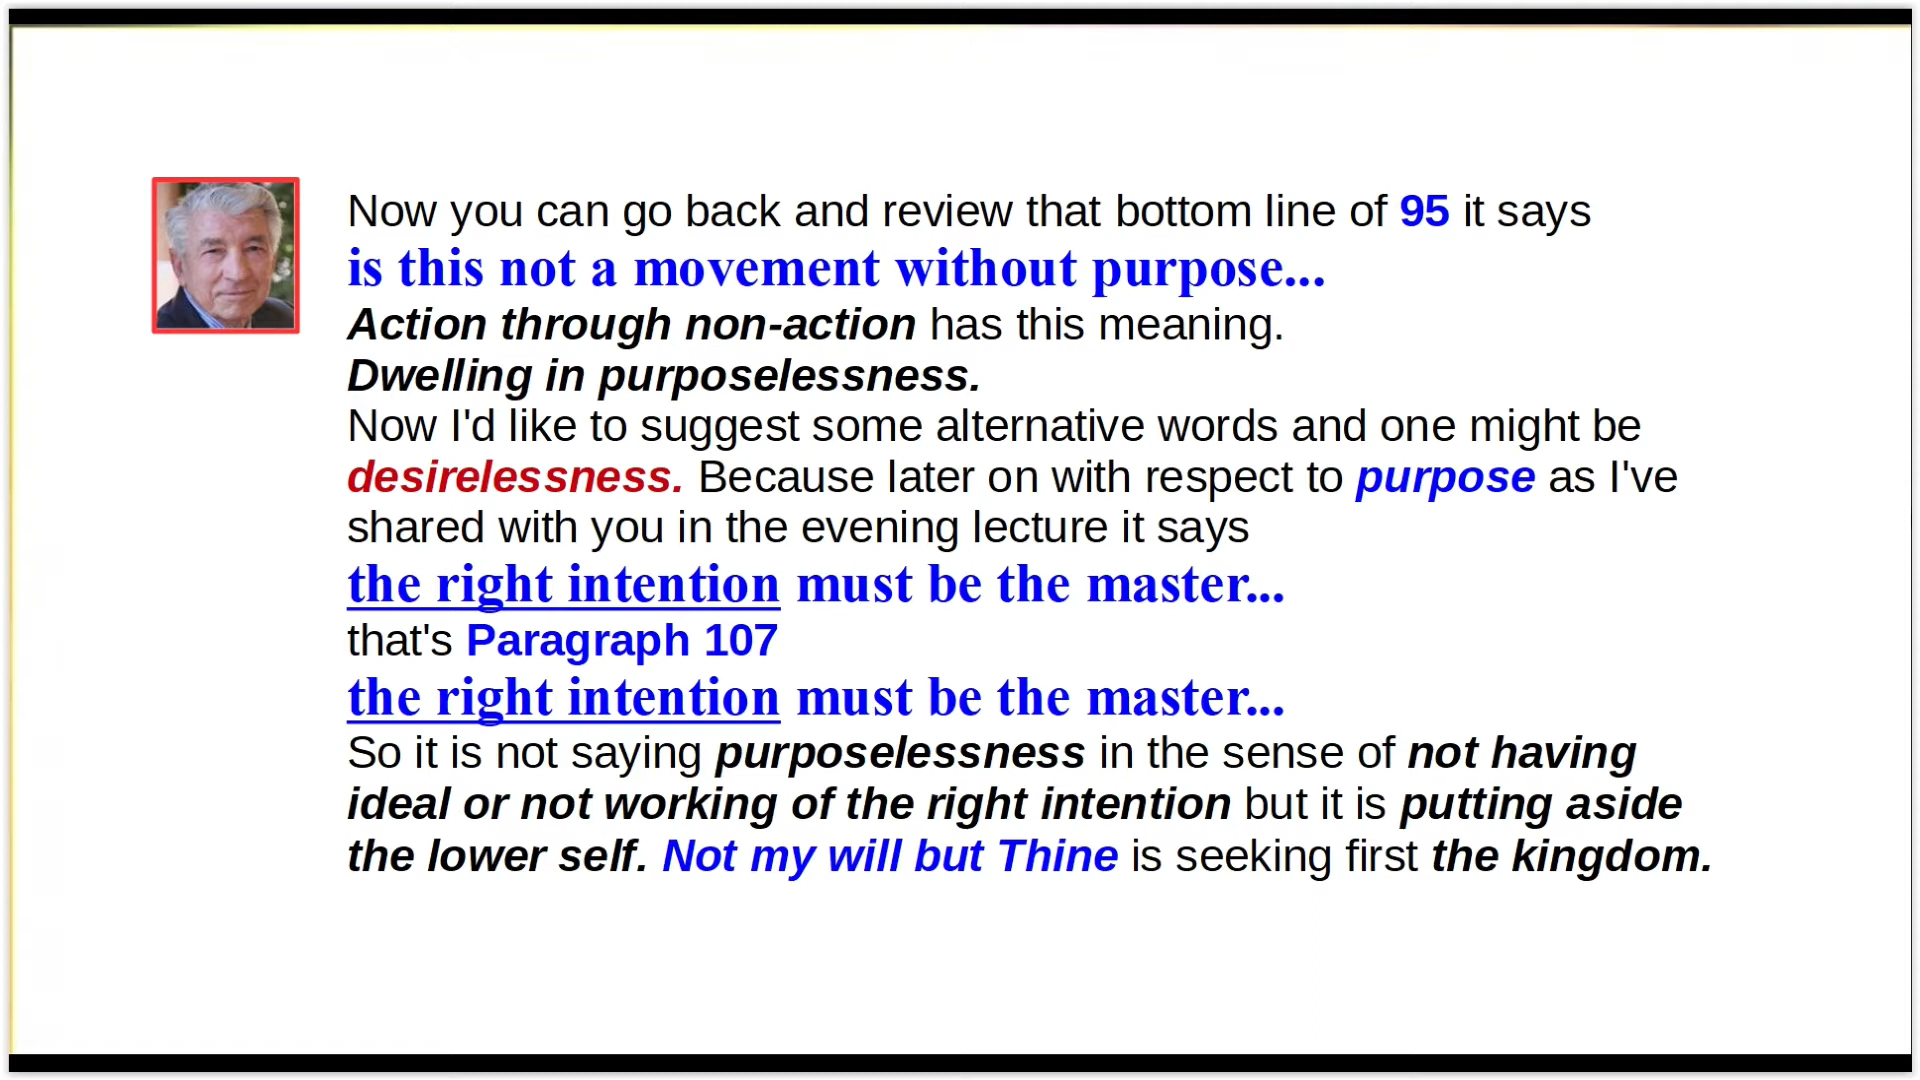 Now you can go back and review that bottom line of 95 it says
is this not a movement without purpose...
Action through non-action has this meaning.
Dwelling in purposelessness.
Now I'd like to suggest some alternative words and one might be
desirelessness. Because later on with respect to purpose as I've
shared with you in the evening lecture it says
the right intention must be the master...
that's Paragraph 107
the right intention must be the master...
So it is not saying purposelessness in the sense of not having
ideal or not working of the right intention but it is putting aside
the lower self. Not my will but Thine is seeking first the kingdom.